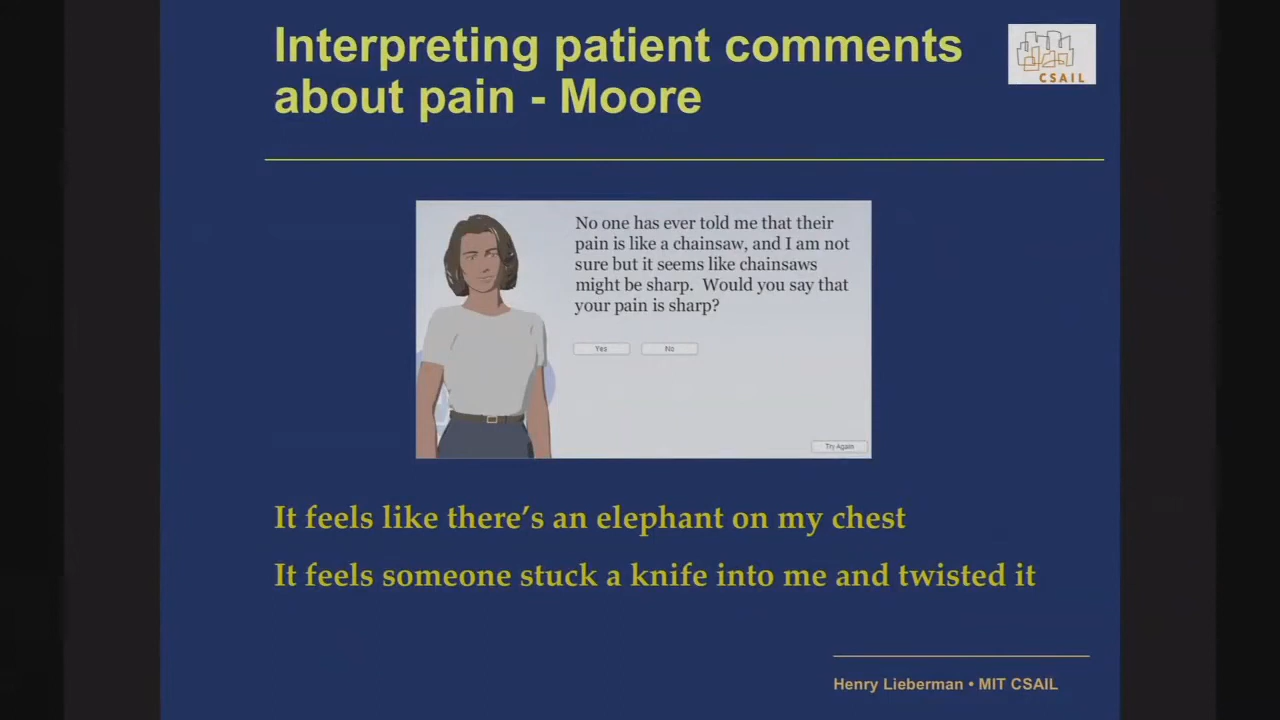 Interpreting patient comments
about pain - Moore
CSAIL
No one has ever told me that their
pain is like a chainsaw, and I am not
sure but it seems like chainsaws
might be sharp. Would you say that
your pain is sharp?
Yes No
Try Again
It feels like there’s an elephant on my chest
It feels someone stuck a knife into me and twisted it
Henry Lieberman • MIT CSAIL